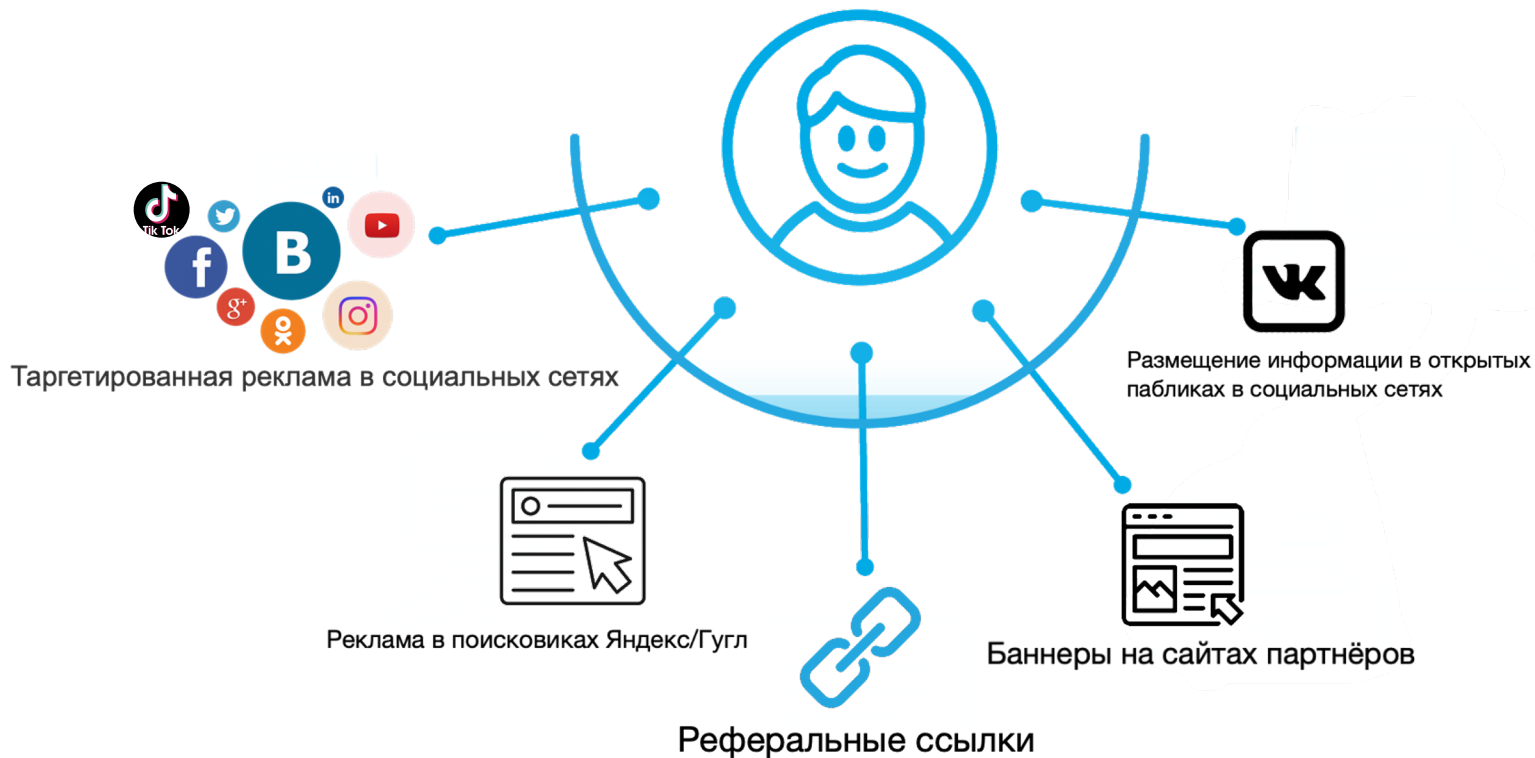 Tik Tok
in
B
f
g+
Таргетированная реклама в социальных сетях
Размещение информации в открытых
пабликах в социальных сетях
Реклама в поисковиках Яндекс/Гугл
Баннеры на сайтах партнёров
Реферальные ссылки